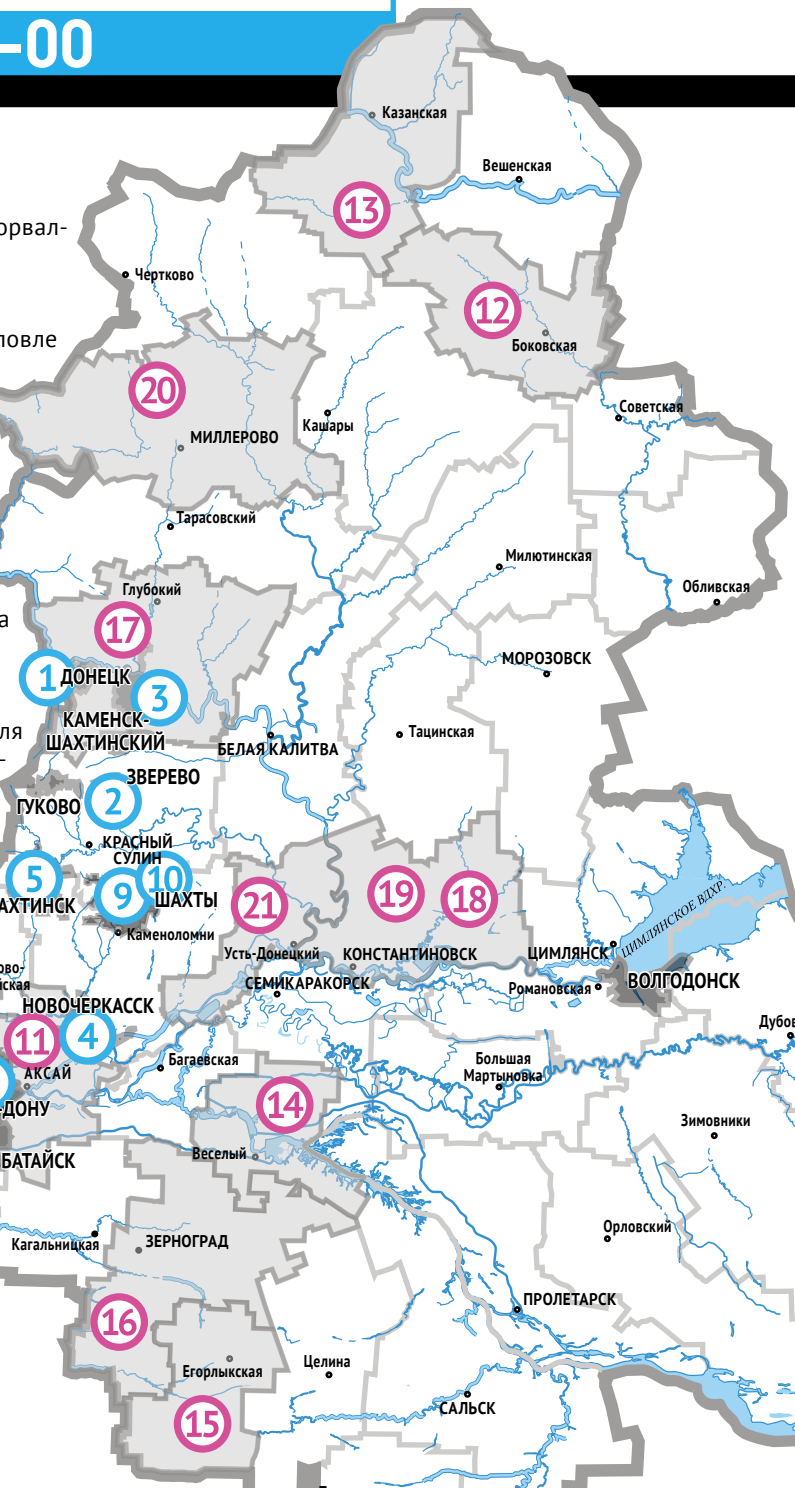 -00
Казанская
Вешенская
13
орвал-
Чертково
12
Боковская
ловле
20
Советская
Кашары
МИЛЛЕРОВО
Тарасовский
Милютинская
Глубокий
Обливская
а
17
МОРОЗОВСК
1
ДОНЕЦК
3
КАМЕНСК-
ШАХТИНСКИЙ
ля
-
Тацинская
БЕЛАЯ КАЛИТВА
ЗВЕРЕВО
ГУКОВО
2
КРАСНЫЙ
СУЛИН
5
10
9
ШАХТЫ
АХТИНСК
19
18
21
ЦИМЛЯНСКОЕ ВДХР.
Каменоломни
Усть-Донецкий
КОНСТАНТИНОВСК
ЦИМЛЯНСК
ово-
йская
СЕМИКАРАКОРСК
Романовская
ВОЛГОДОНСК
НОВОЧЕРКАССК
11
4
Дубов
Багаевская
Большая
Мартыновка
АКСАЙ
14
-ДОНУ
Зимовники
Веселый
БАТАЙСК
Орловский
Кагальницкая
ЗЕРНОГРАД
ПРОЛЕТАРСК
16
Егорлыкская
Целина
15
САЛЬСК